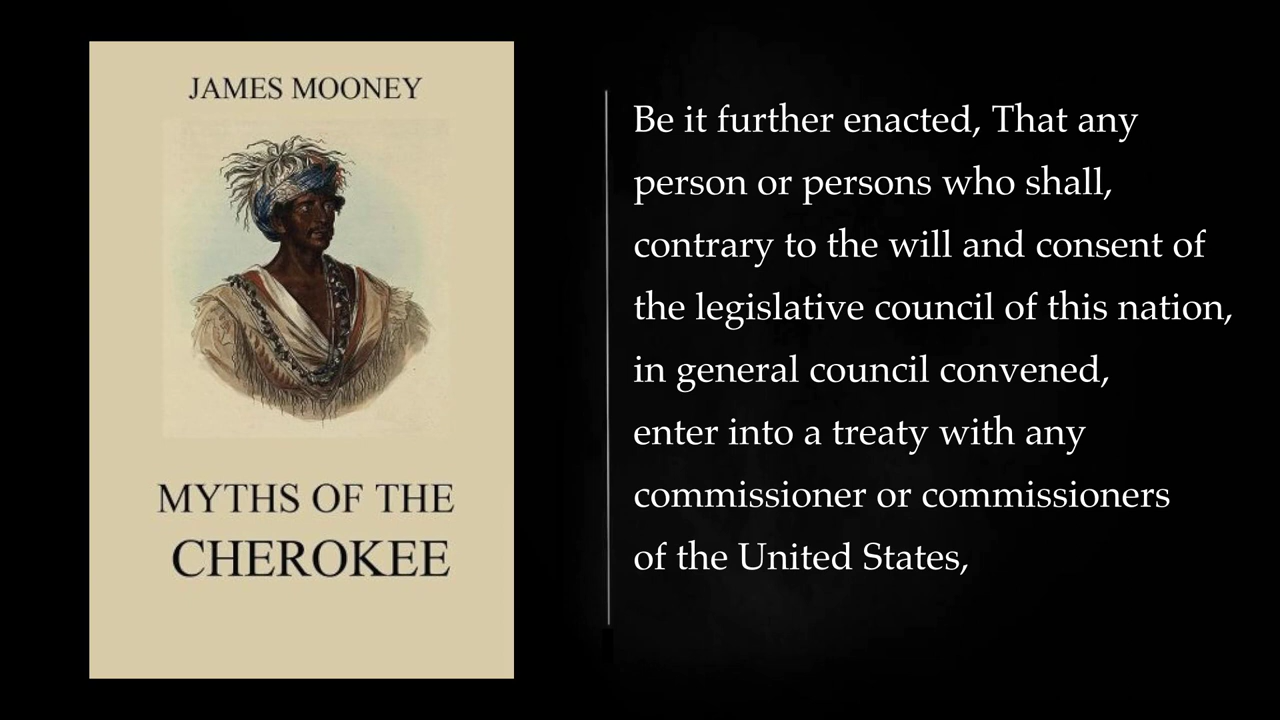 JAMES MOONEY
MYTHS OF THE
CHEROKEE
Be it further enacted, That any
person or persons who shall,
contrary to the will and consent of
the legislative council of this nation,
in general council convened,
enter into a treaty with any
commissioner or commissioners
of the United States,